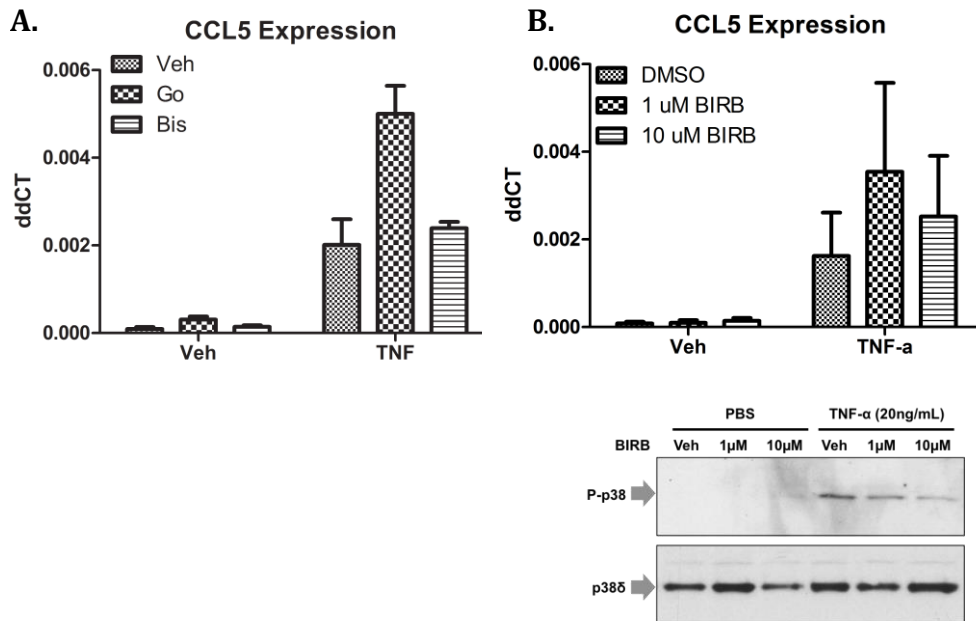 A.
CCL5 Expression
0.006
0.004
0.002
0.000
ddCT
Veh
Go
Bis
Veh TNF
B.
CCL5 Expression
0.006
0.004
0.002
0.000
ddCT
DMSO
1 uM BIRB
10 uM BIRB
Veh TNF-a
PBS TNF-α (20ng/mL)
BIRB Veh 1μM 10μM Veh 1μM 10μM
P-p38
p38δ